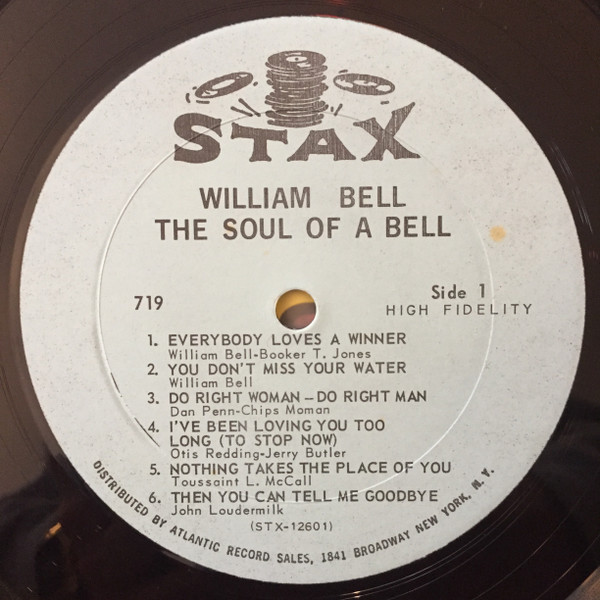 STAX
WILLIAM BELL
THE SOUL OF A BELL
719
Side 1
HIGH FIDELITY
1. EVERYBODY LOVES A WINNER
William Bell-Booker T. Jones
2. YOU DON'T MISS YOUR WATER
William Bell
3. DO RIGHT WOMAN — DO RIGHT MAN
Dan Penn-Chips Moman
4. I'VE BEEN LOVING YOU TOO
LONG (TO STOP NOW)
Otis Redding-Jerry Butler
5. NOTHING TAKES THE PLACE OF YOU
Toussaint L. McCall
6. THEN YOU CAN TELL ME GOODBYE
John Loudermilk
(STX-12601)
DISTRIBUTED BY ATLANTIC RECORD SALES, 1841 BROADWAY NEW YORK, N. Y.